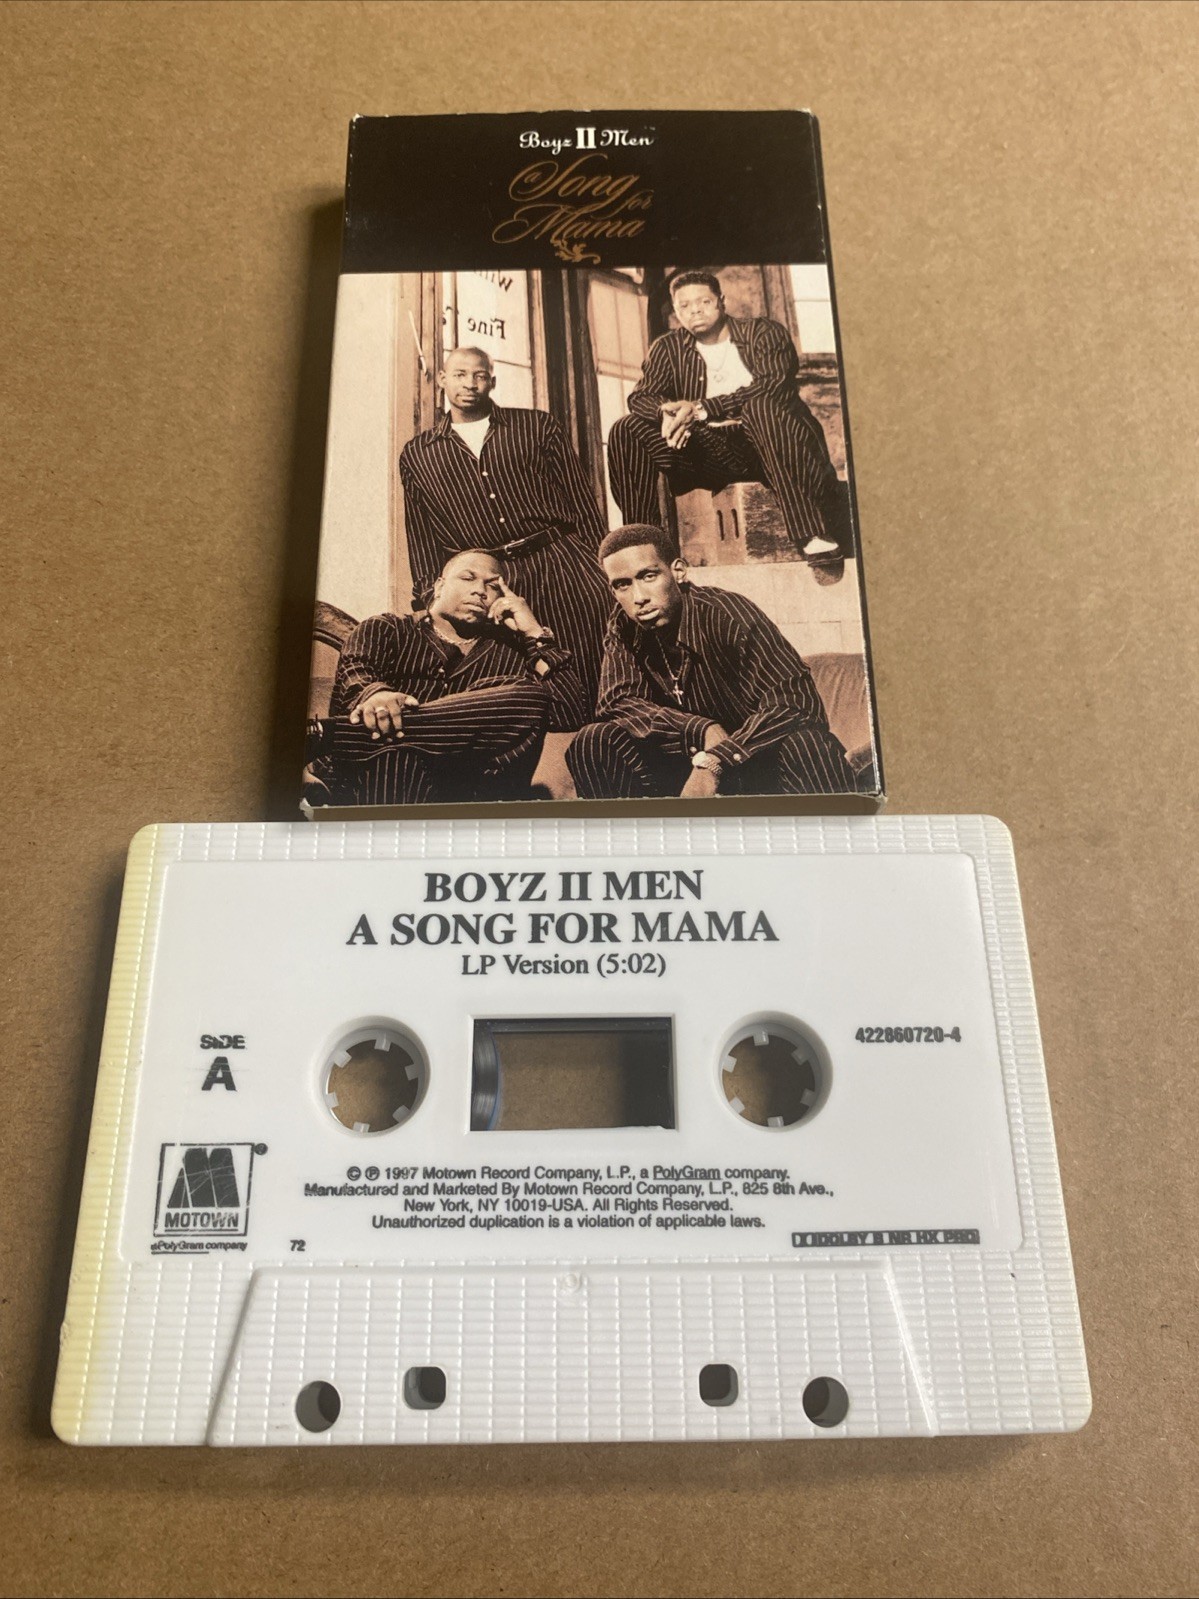 Boyz II Men
a Song for
Mama
Fine
BOYZ II MEN
A SONG FOR MAMA
LP Version (5:02)
SIDE
A
422860720-4
MOTOWN
®
a PolyGram company
72
© ℗ 1997 Motown Record Company, L.P., a PolyGram company.
Manufactured and Marketed By Motown Record Company, L.P., 825 8th Ave.,
New York, NY 10019-USA. All Rights Reserved.
Unauthorized duplication is a violation of applicable laws.
DOLBY B NR HX PRO